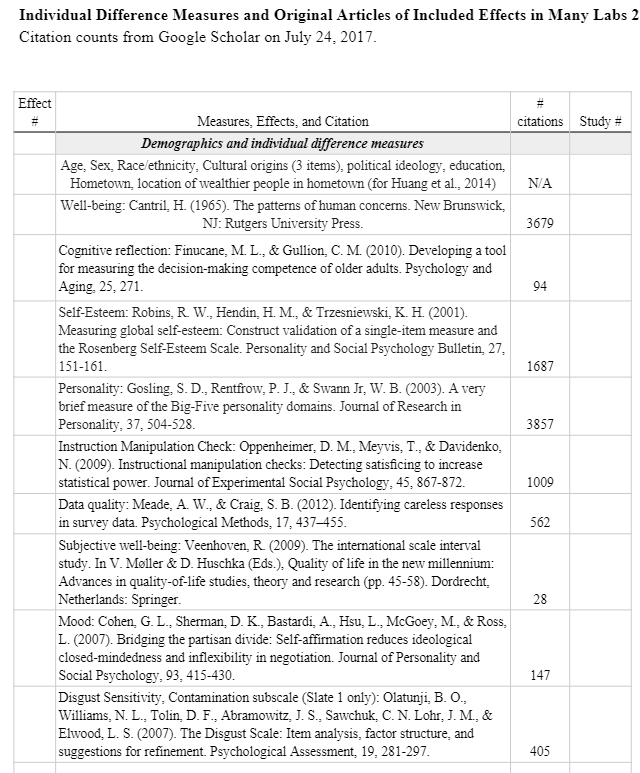 Individual Difference Measures and Original Articles of Included Effects in Many Labs 2
Citation counts from Google Scholar on July 24, 2017.
Effect
#
Measures, Effects, and Citation
#
citations
Study #
Demographics and individual difference measures
Age, Sex, Race/ethnicity, Cultural origins (3 items), political ideology, education,
Hometown, location of wealthier people in hometown (for Huang et al., 2014)
N/A
Well-being: Cantril, H. (1965). The patterns of human concerns. New Brunswick,
NJ: Rutgers University Press.
3679
Cognitive reflection: Finucane, M. L., & Gullion, C. M. (2010). Developing a tool
for measuring the decision-making competence of older adults. Psychology and
Aging, 25, 271.
94
Self-Esteem: Robins, R. W., Hendin, H. M., & Trzesniewski, K. H. (2001).
Measuring global self-esteem: Construct validation of a single-item measure and
the Rosenberg Self-Esteem Scale. Personality and Social Psychology Bulletin, 27,
151-161.
1687
Personality: Gosling, S. D., Rentfrow, P. J., & Swann Jr, W. B. (2003). A very
brief measure of the Big-Five personality domains. Journal of Research in
Personality, 37, 504-528.
3857
Instruction Manipulation Check: Oppenheimer, D. M., Meyvis, T., & Davidenko,
N. (2009). Instructional manipulation checks: Detecting satisficing to increase
statistical power. Journal of Experimental Social Psychology, 45, 867-872.
1009
Data quality: Meade, A. W., & Craig, S. B. (2012). Identifying careless responses
in survey data. Psychological Methods, 17, 437–455.
562
Subjective well-being: Veenhoven, R. (2009). The international scale interval
study. In V. Møller & D. Huschka (Eds.), Quality of life in the new millennium:
Advances in quality-of-life studies, theory and research (pp. 45-58). Dordrecht,
Netherlands: Springer.
28
Mood: Cohen, G. L., Sherman, D. K., Bastardi, A., Hsu, L., McGoey, M., & Ross,
L. (2007). Bridging the partisan divide: Self-affirmation reduces ideological
closed-mindedness and inflexibility in negotiation. Journal of Personality and
Social Psychology, 93, 415-430.
147
Disgust Sensitivity, Contamination subscale (Slate 1 only): Olatunji, B. O.,
Williams, N. L., Tolin, D. F., Abramowitz, J. S., Sawchuk, C. N. Lohr, J. M., &
Elwood, L. S. (2007). The Disgust Scale: Item analysis, factor structure, and
suggestions for refinement. Psychological Assessment, 19, 281-297.
405